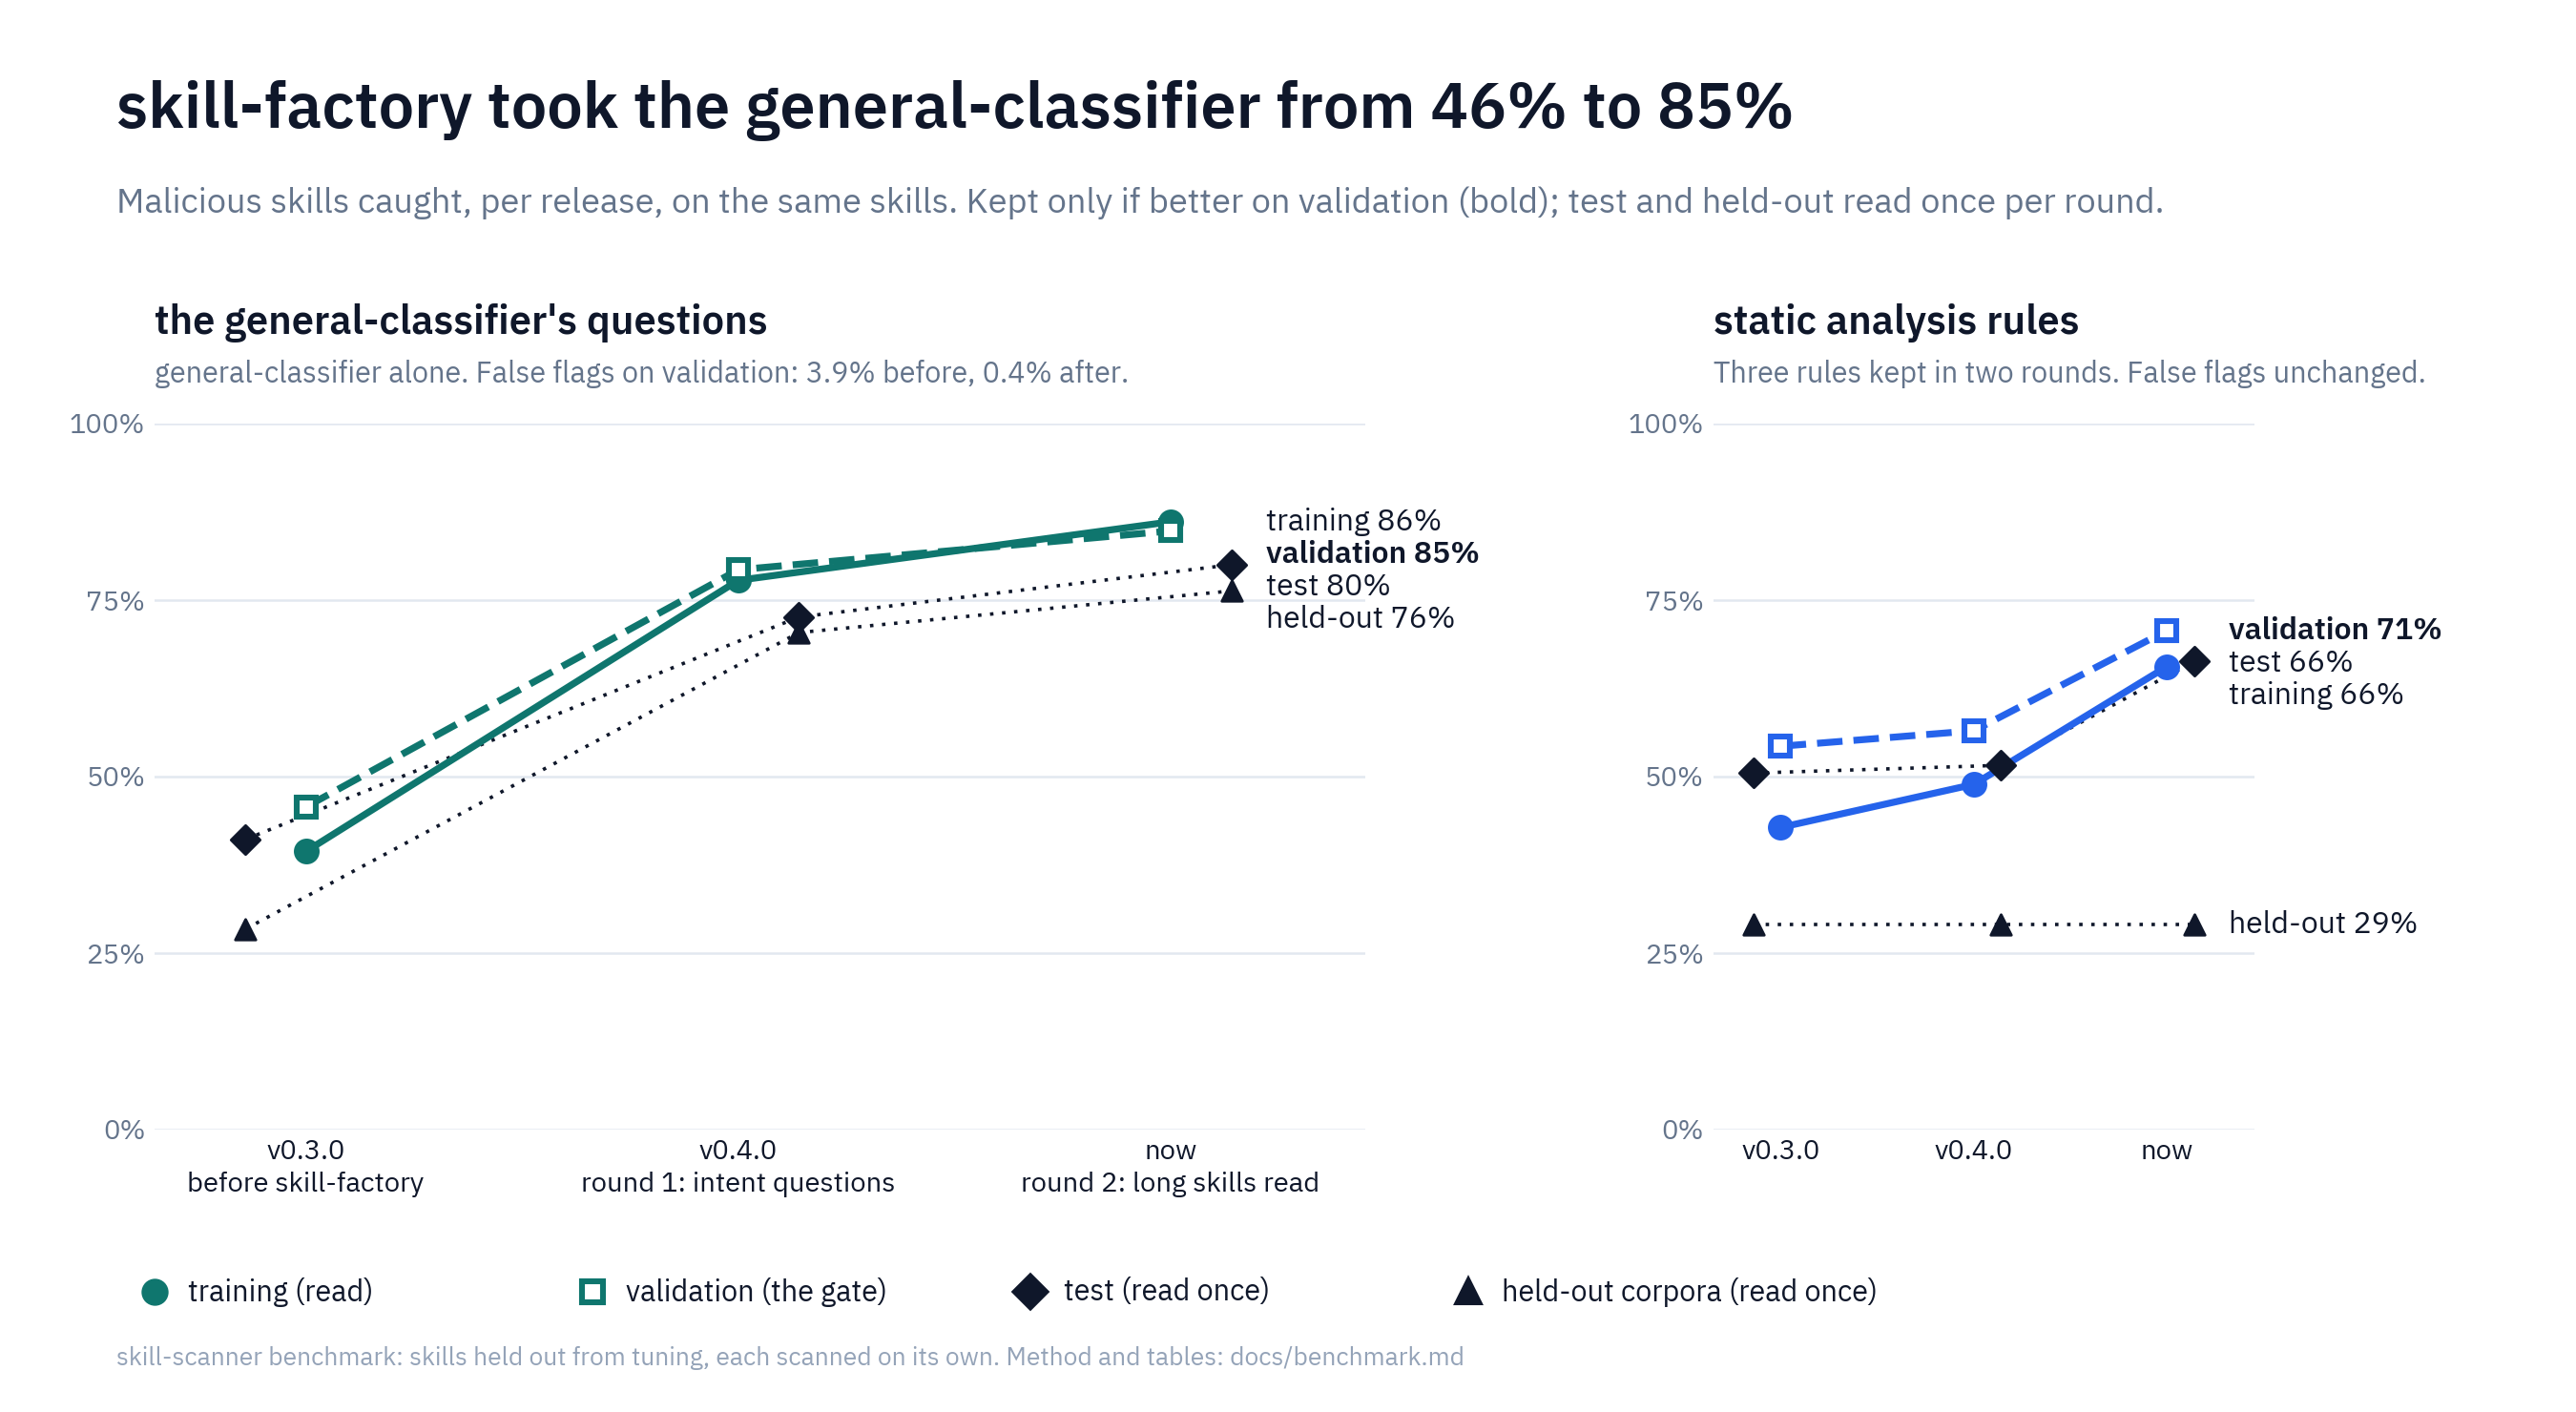 skill-factory took the general-classifier from 46% to 85%
Malicious skills caught, per release, on the same skills. Kept only if better on validation (bold); test and held-out read once per round.
the general-classifier's questions
general-classifier alone. False flags on validation: 3.9% before, 0.4% after.
100%
75%
50%
25%
0%
training 86%
validation 85%
test 80%
held-out 76%
v0.3.0
before skill-factory
v0.4.0
round 1: intent questions
now
round 2: long skills read
static analysis rules
Three rules kept in two rounds. False flags unchanged.
100%
75%
50%
25%
0%
validation 71%
test 66%
training 66%
held-out 29%
v0.3.0
v0.4.0
now
training (read)
validation (the gate)
test (read once)
held-out corpora (read once)
skill-scanner benchmark: skills held out from tuning, each scanned on its own. Method and tables: docs/benchmark.md